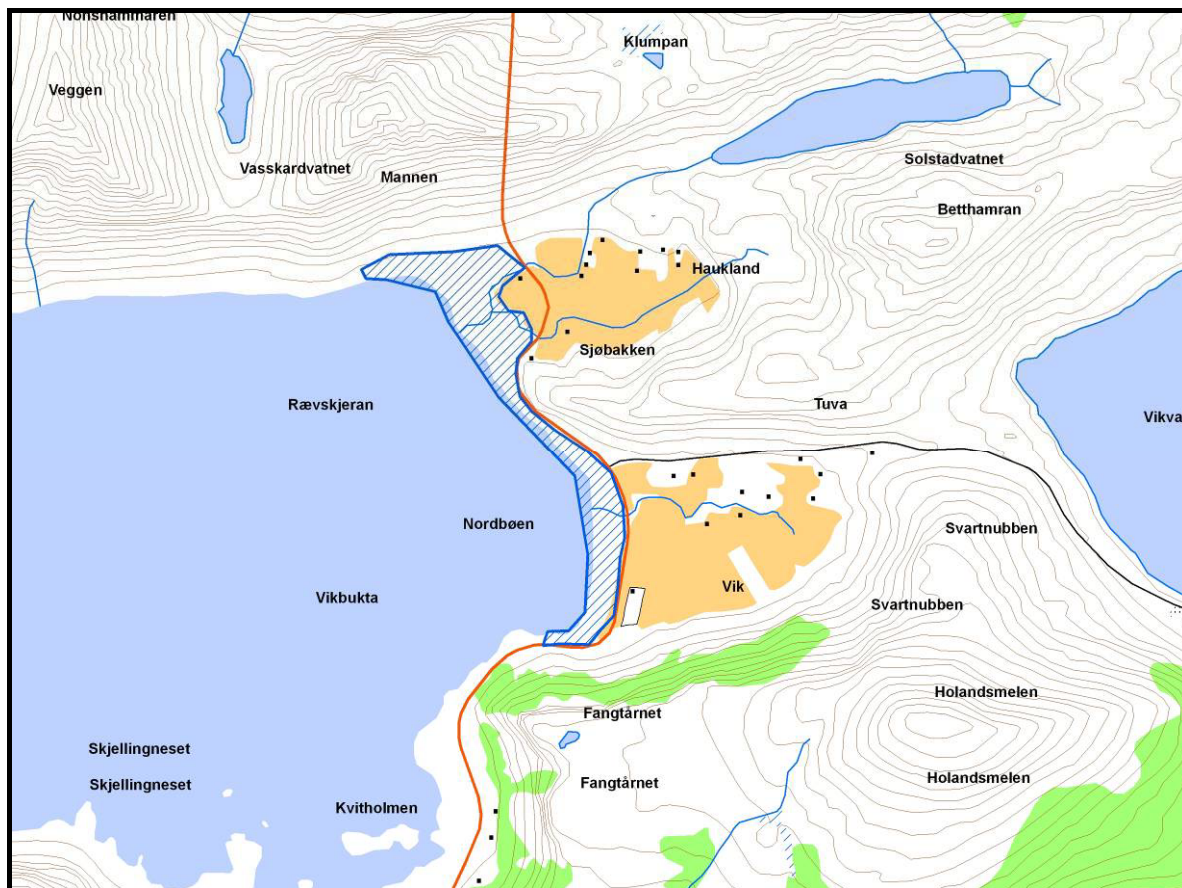 Nonshammaren
Klumpan
Veggen
Vasskardvatnet
Mannen
Solstadvatnet
Betthamran
Haukland
Sjøbakken
Rævskjeran
Tuva
Vikva
Nordbøen
Svartnubben
Vikbukta
Vik
Svartnubben
Holandsmelen
Fangtårnet
Skjellingneset
Skjellingneset
Fangtårnet
Holandsmelen
Kvitholmen